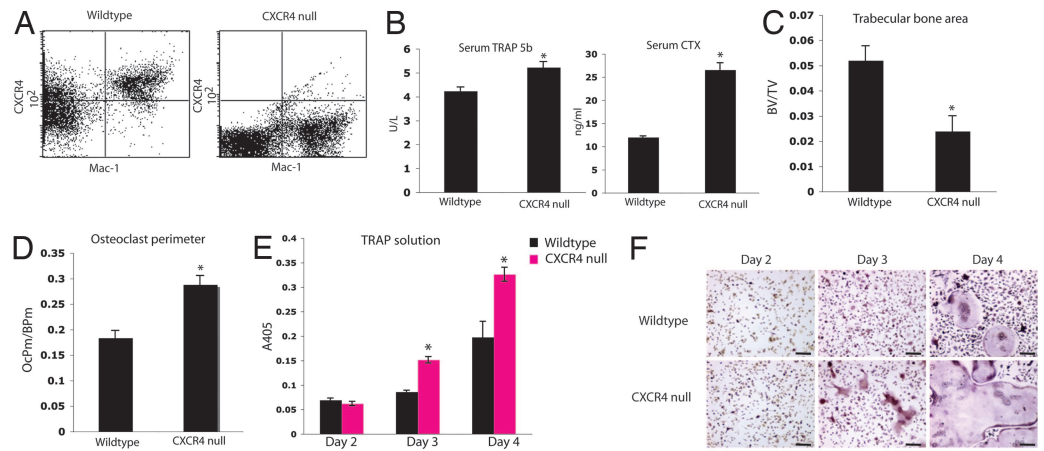 A
Wildtype
CXCR4 null
CXCR4
10²
Mac-1
CXCR4
10²
Mac-1
B
Serum TRAP 5b
U/L
6
5
4
3
2
1
0
*
Wildtype
CXCR4 null
Serum CTX
ng/ml
30
25
20
15
10
5
0
*
Wildtype
CXCR4 null
C
Trabecular bone area
BV/TV
0.07
0.06
0.05
0.04
0.03
0.02
0.01
0.00
*
Wildtype
CXCR4 null
D
Osteoclast perimeter
OcPm/BPm
0.35
0.3
0.25
0.2
0.15
0.1
0.05
0
*
Wildtype
CXCR4 null
E
TRAP solution
Wildtype
CXCR4 null
A405
0.4
0.35
0.3
0.25
0.2
0.15
0.1
0.05
0
*
*
Day 2
Day 3
Day 4
F
Day 2
Day 3
Day 4
Wildtype
CXCR4 null